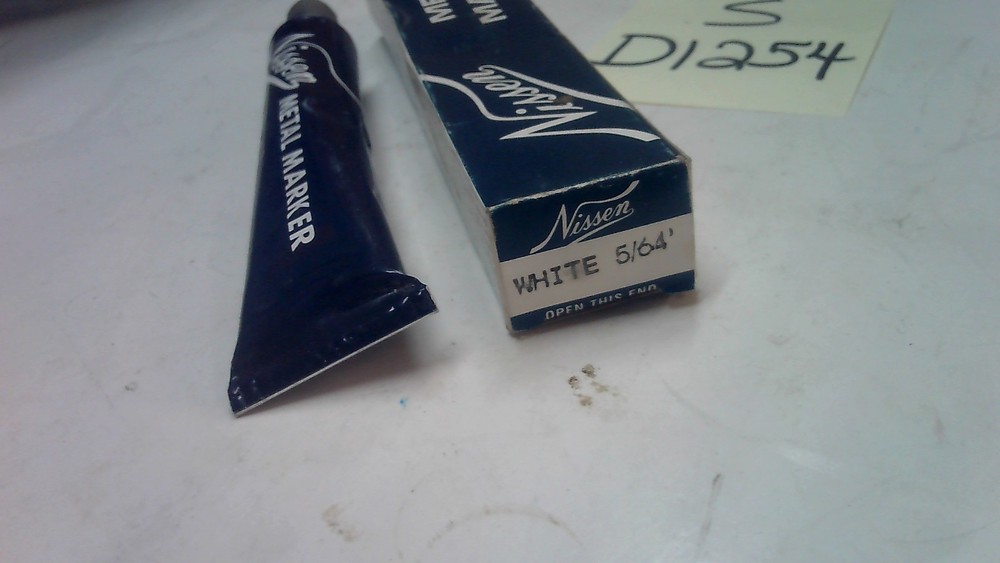 Nissen METAL MARKER
Nissen
Nissen
WHITE 5/64'
OPEN THIS END
S
D1254